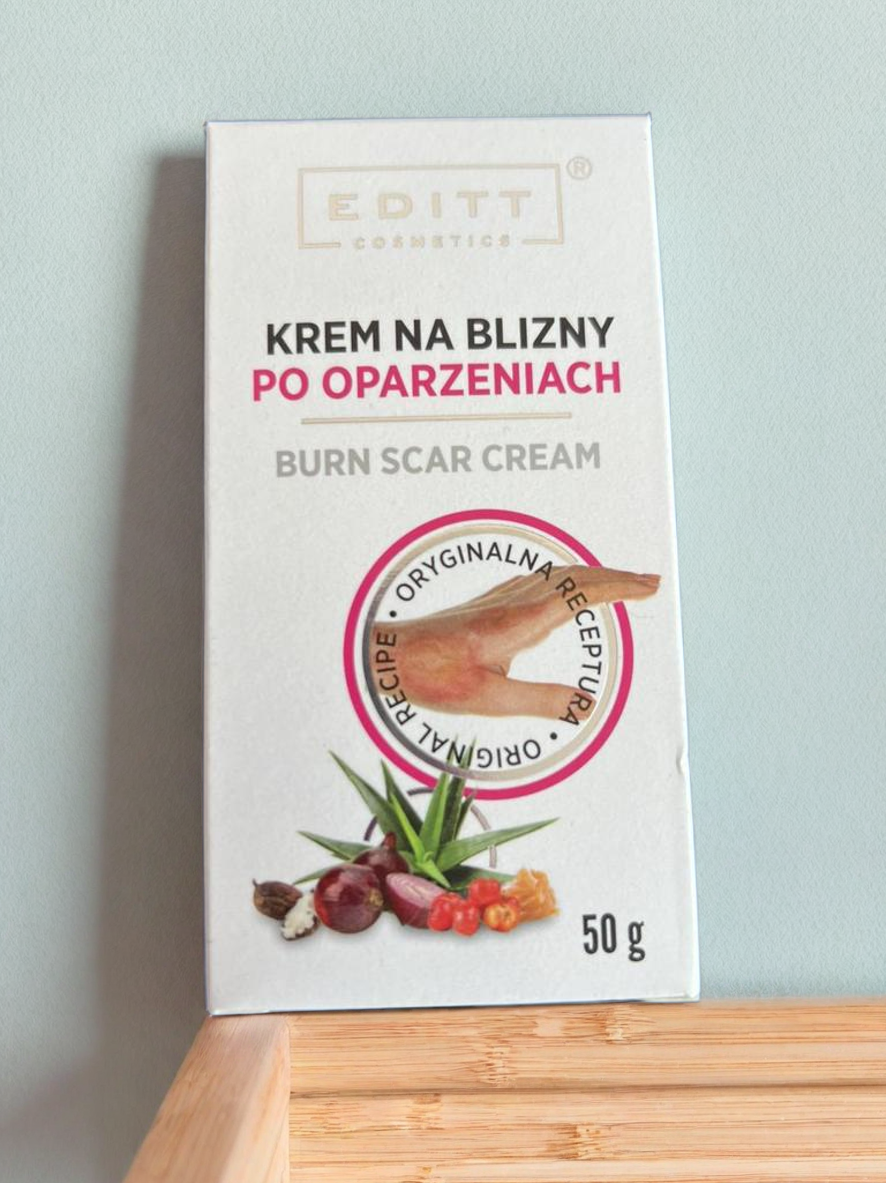 EDITT®
COSMETICS
KREM NA BLIZNY
PO OPARZENIACH
BURN SCAR CREAM
• ORYGINALNA RECEPTURA • ORIGINAL RECIPE
50 g